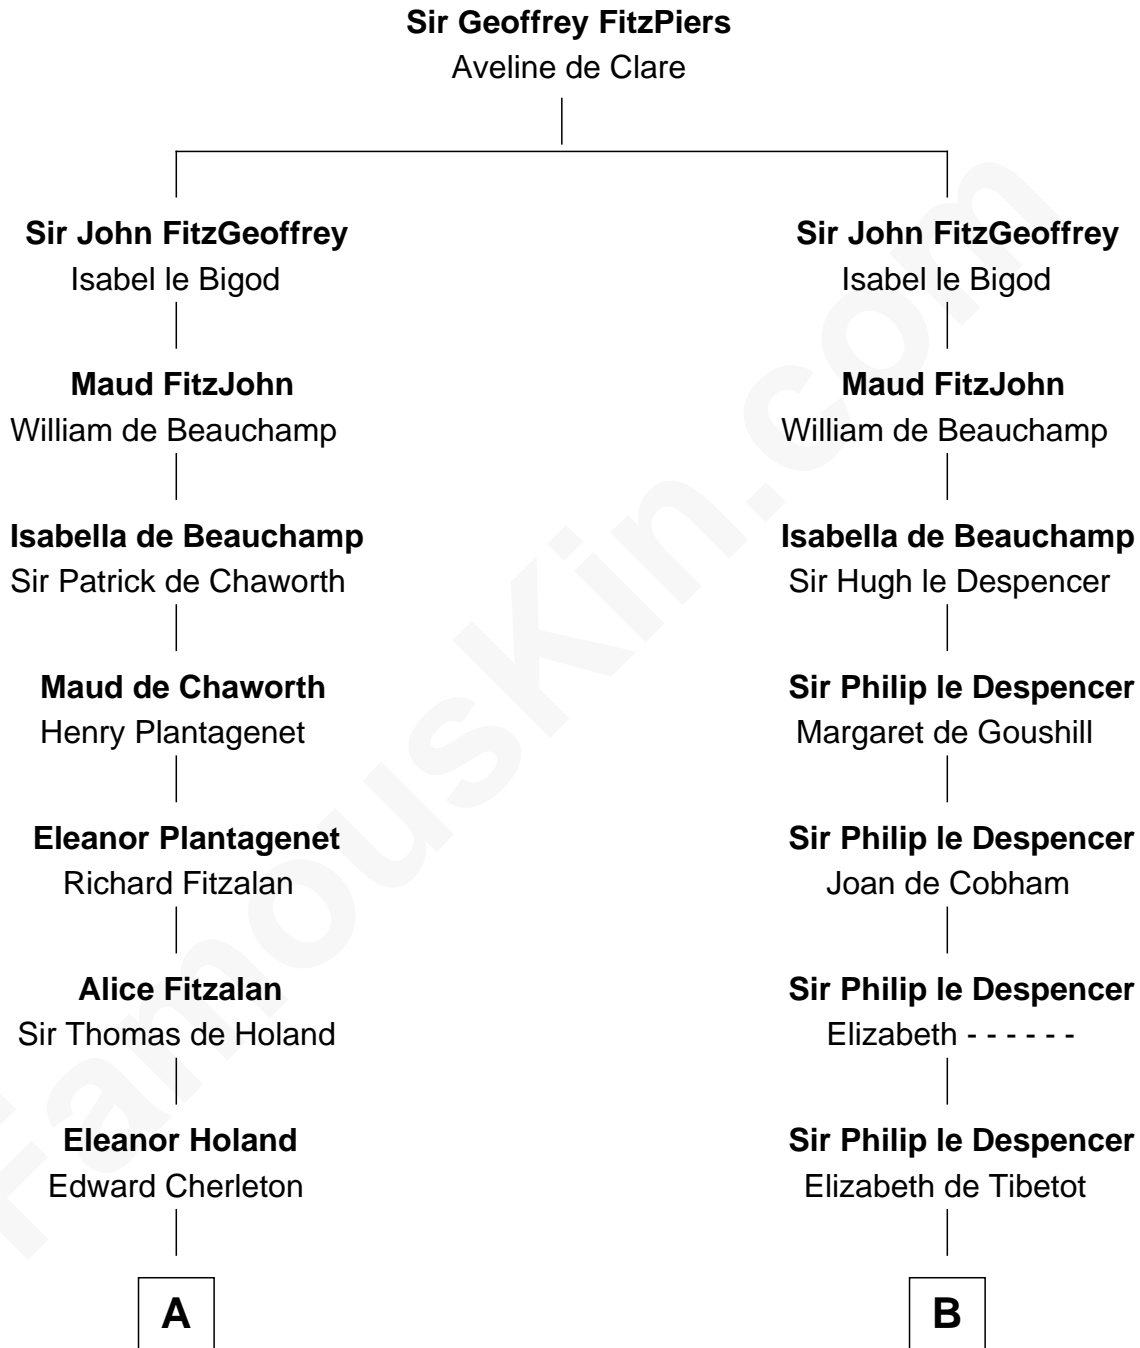 Sir Geoffrey FitzPiers
Aveline de Clare
Sir John FitzGeoffrey
Isabel le Bigod
Maud FitzJohn
William de Beauchamp
Isabella de Beauchamp
Sir Patrick de Chaworth
Maud de Chaworth
Henry Plantagenet
Eleanor Plantagenet
Richard Fitzalan
Alice Fitzalan
Sir Thomas de Holand
Eleanor Holand
Edward Cherleton
A
Sir John FitzGeoffrey
Isabel le Bigod
Maud FitzJohn
William de Beauchamp
Isabella de Beauchamp
Sir Hugh le Despencer
Sir Philip le Despencer
Margaret de Goushill
Sir Philip le Despencer
Joan de Cobham
Sir Philip le Despencer
Elizabeth - - - - - -
Sir Philip le Despencer
Elizabeth de Tibetot
B
FamousKin.com